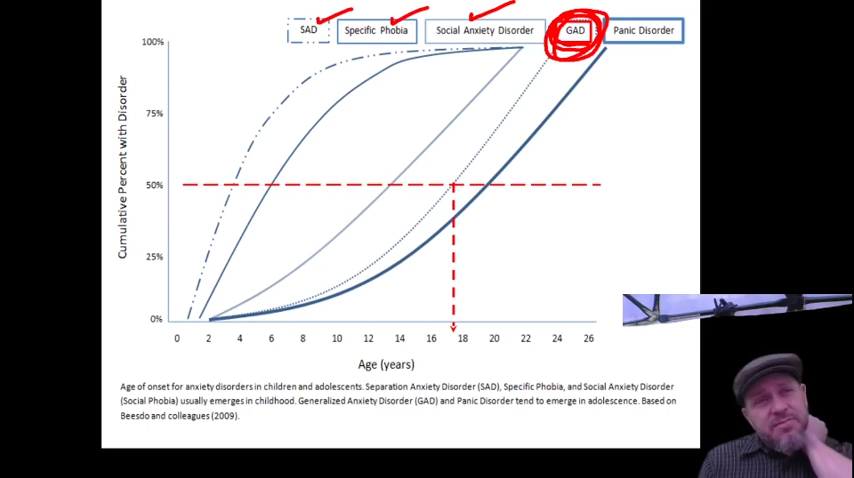 SAD
Specific Phobia
Social Anxiety Disorder
GAD
Panic Disorder
100%
75%
50%
25%
0%
Cumulative Percent with Disorder
0 2 4 6 8 10 12 14 16 18 20 22 24 26
Age (years)
Age of onset for anxiety disorders in children and adolescents. Separation Anxiety Disorder (SAD), Specific Phobia, and Social Anxiety Disorder
(Social Phobia) usually emerges in childhood. Generalized Anxiety Disorder (GAD) and Panic Disorder tend to emerge in adolescence. Based on
Beesdo and colleagues (2009).